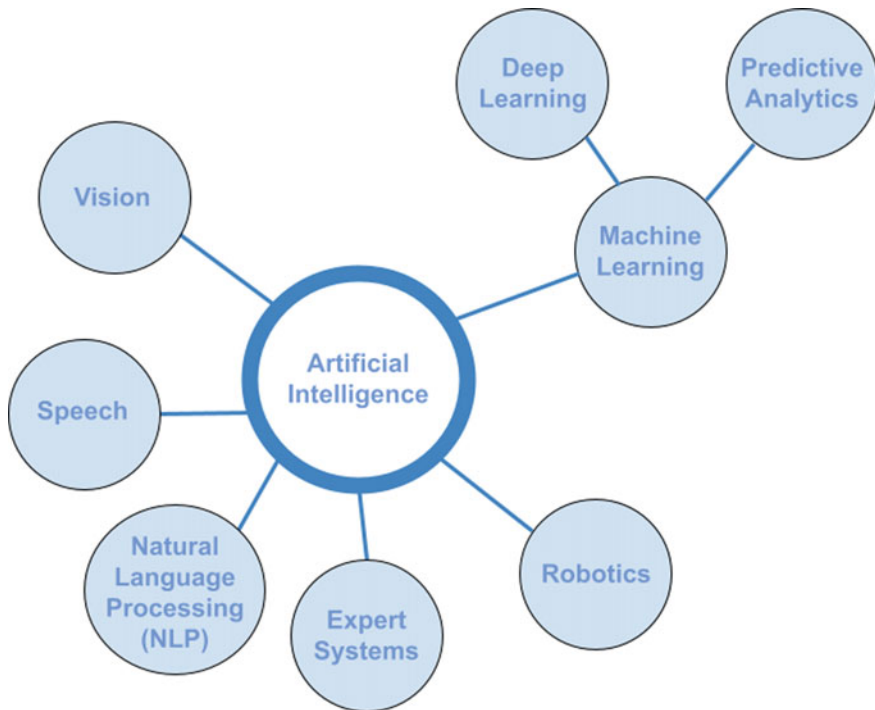 Deep
Learning
Predictive
Analytics
Vision
Machine
Learning
Artificial
Intelligence
Speech
Natural
Language
Processing
(NLP)
Expert
Systems
Robotics